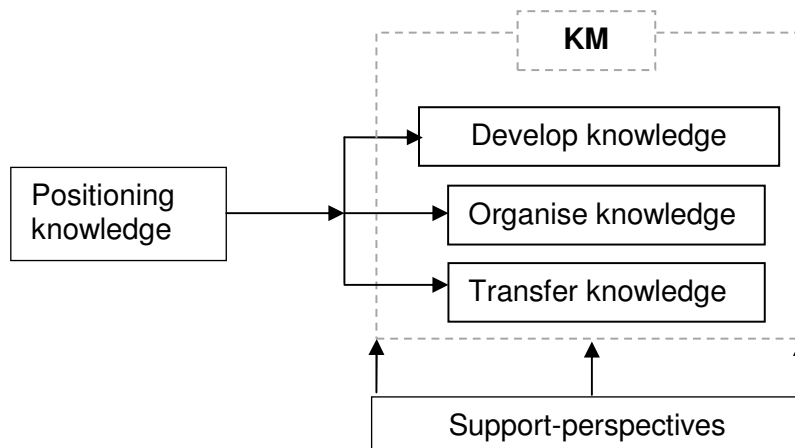 KM
Develop knowledge
Positioning
knowledge
Organise knowledge
Transfer knowledge
Support-perspectives